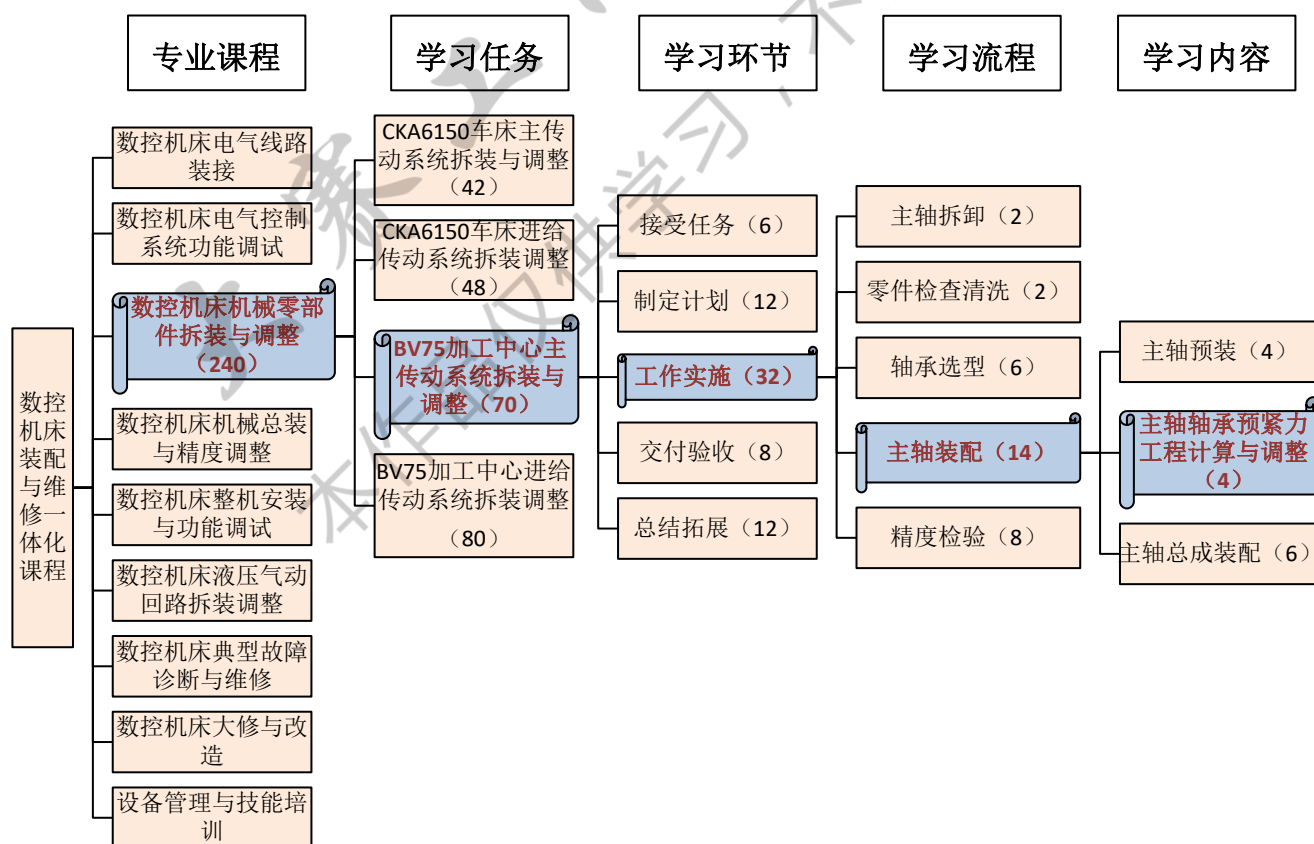 专业课程
学习任务
学习环节
学习流程
学习内容
数控
机床
装配
与维
修一
体化
课程
数控机床电气线路
装接
数控机床电气控制
系统功能调试
数控机床机械零部
件拆装与调整
（240）
数控机床机械总装
与精度调整
数控机床整机安装
与功能调试
数控机床液压气动
回路拆装调整
数控机床典型故障
诊断与维修
数控机床大修与改
造
设备管理与技能培
训
CKA6150车床主传
动系统拆装与调整
（42）
CKA6150车床进给
传动系统拆装调整
（48）
BV75加工中心主
传动系统拆装与
调整（70）
BV75加工中心进给
传动系统拆装调整
（80）
接受任务（6）
制定计划（12）
工作实施（32）
交付验收（8）
总结拓展（12）
主轴拆卸（2）
零件检查清洗（2）
轴承选型（6）
主轴装配（14）
精度检验（8）
主轴预装（4）
主轴轴承预紧力
工程计算与调整
（4）
主轴总成装配（6）
本作品仅供学习，不